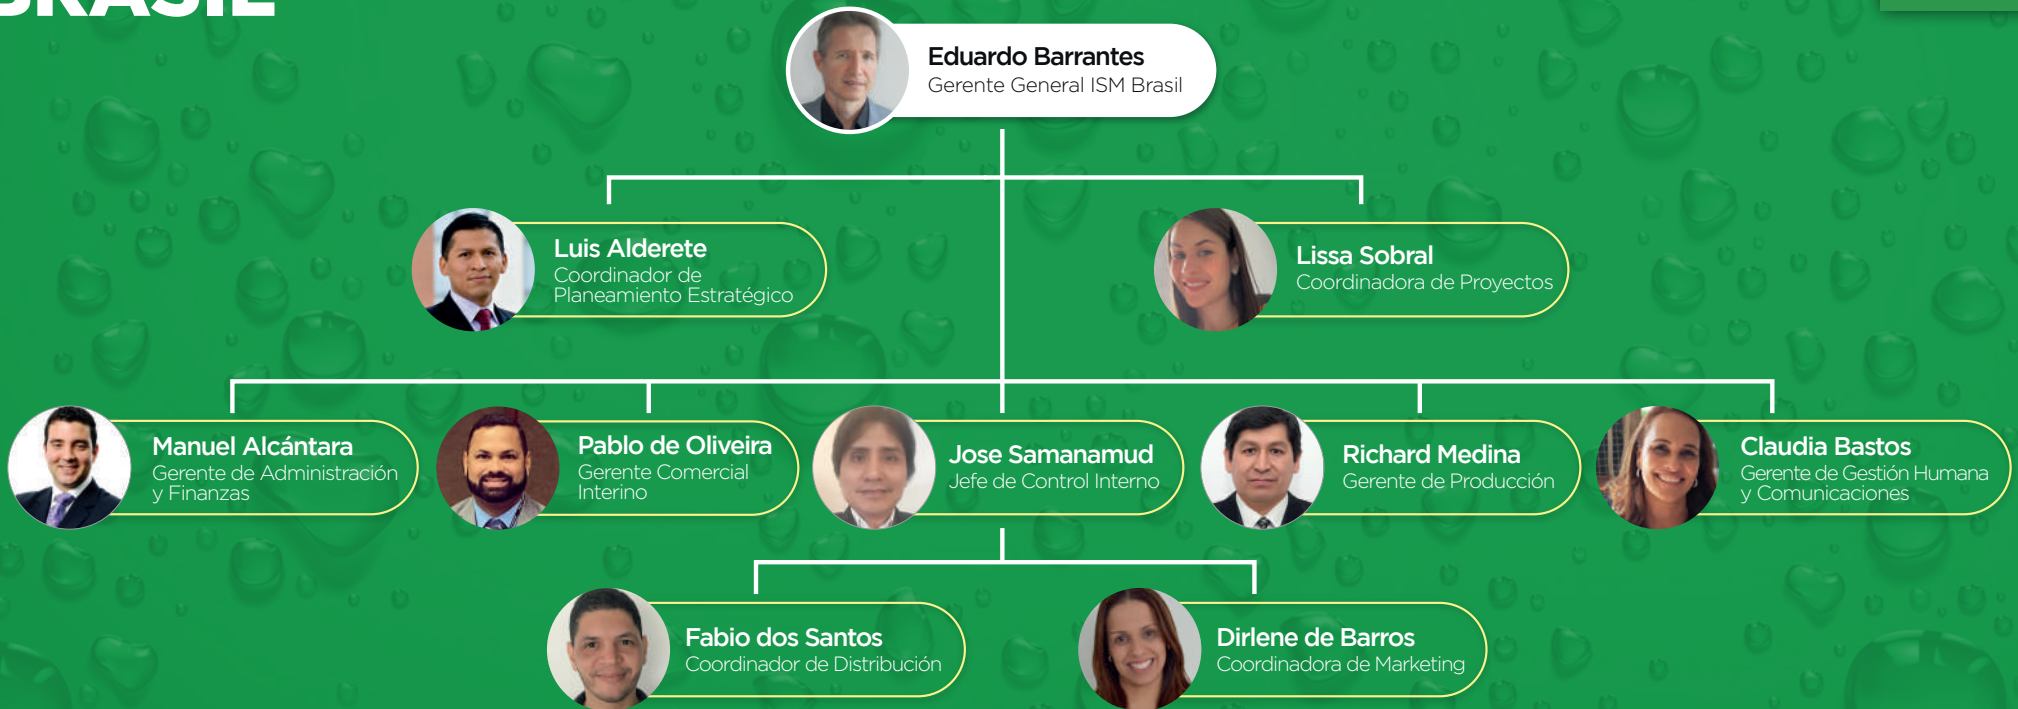 BRASIL
Eduardo Barrantes
Gerente General ISM Brasil
Luis Alderete
Coordinador de
Planeamiento Estratégico
Lissa Sobral
Coordinadora de Proyectos
Manuel Alcántara
Gerente de Administración
y Finanzas
Pablo de Oliveira
Gerente Comercial
Interino
Jose Samanamud
Jefe de Control Interno
Richard Medina
Gerente de Producción
Claudia Bastos
Gerente de Gestión Humana
y Comunicaciones
Fabio dos Santos
Coordinador de Distribución
Dirlene de Barros
Coordinadora de Marketing